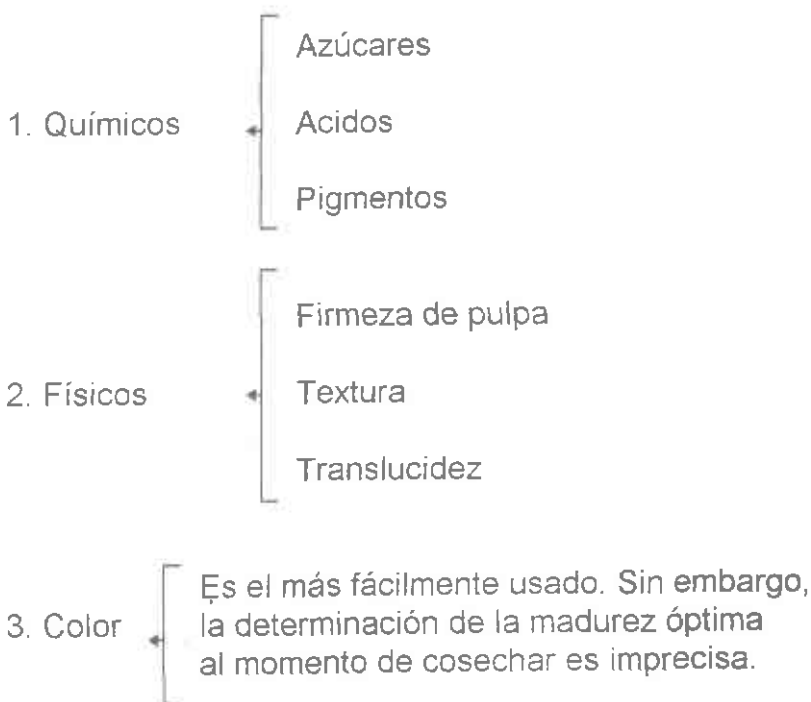 1. Químicos
Azúcares
Acidos
Pigmentos
2. Físicos
Firmeza de pulpa
Textura
Translucidez
3. Color
Es el más fácilmente usado. Sin embargo,
la determinación de la madurez óptima
al momento de cosechar es imprecisa.